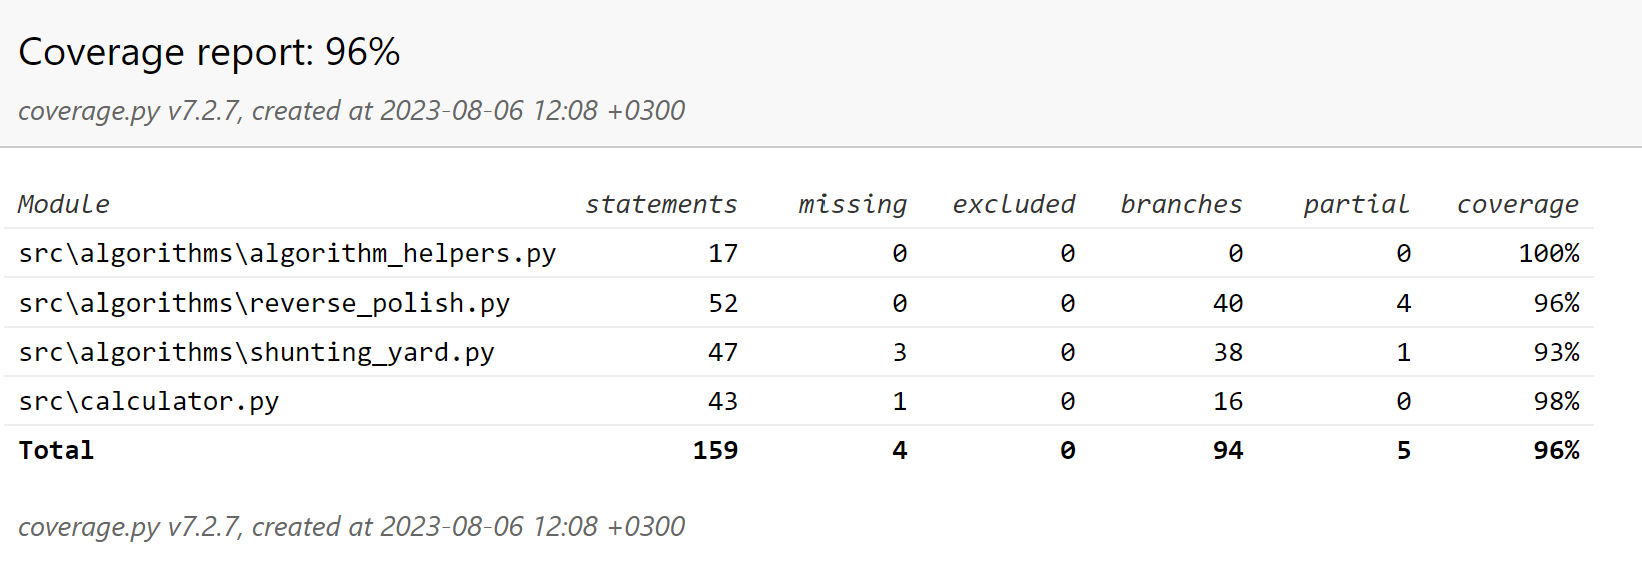 Coverage report: 96%
coverage.py v7.2.7, created at 2023-08-06 12:08 +0300
Module statements missing excluded branches partial coverage
src\algorithms\algorithm_helpers.py 17 0 0 0 0 100%
src\algorithms\reverse_polish.py 52 0 0 40 4 96%
src\algorithms\shunting_yard.py 47 3 0 38 1 93%
src\calculator.py 43 1 0 16 0 98%
Total 159 4 0 94 5 96%
coverage.py v7.2.7, created at 2023-08-06 12:08 +0300